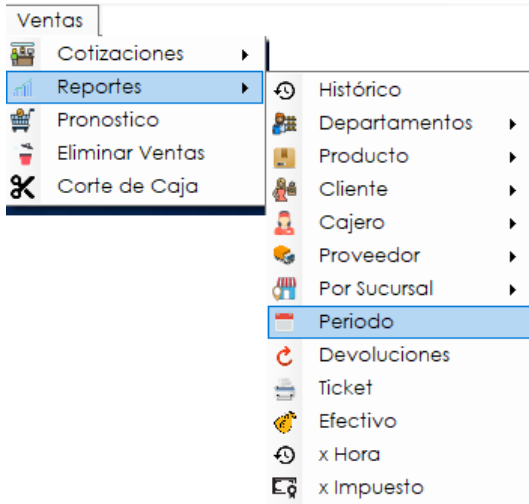 Ventas
Cotizaciones
Reportes
Pronostico
Eliminar Ventas
Corte de Caja
Histórico
Departamentos
Producto
Cliente
Cajero
Proveedor
Por Sucursal
Periodo
Devoluciones
Ticket
Efectivo
x Hora
x Impuesto